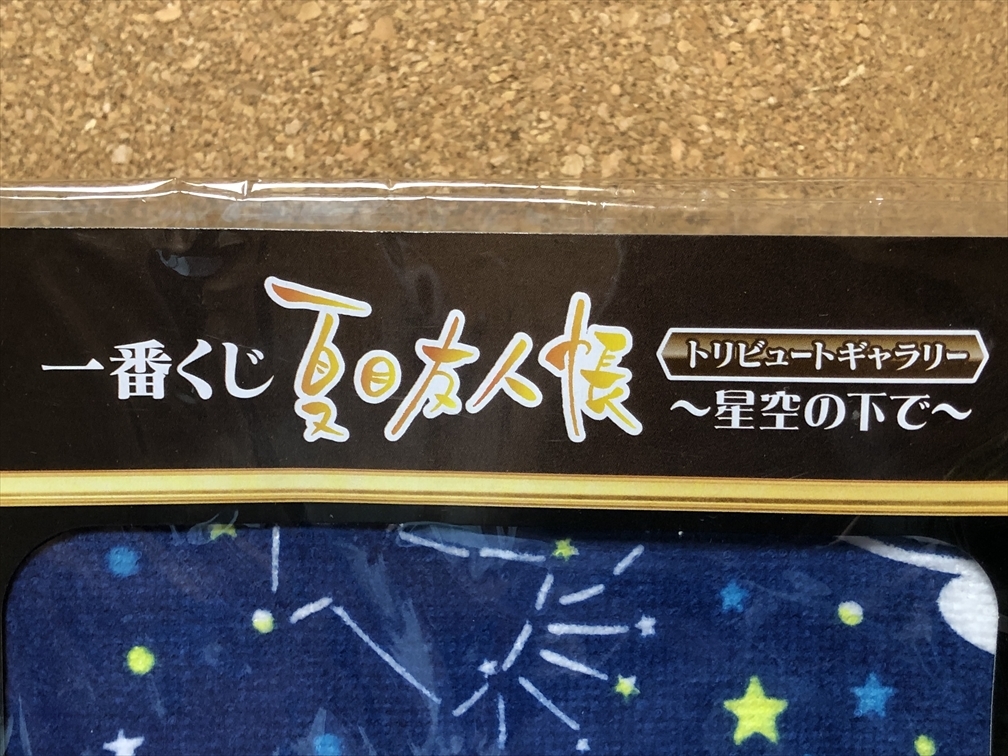 一番くじ 夏目友人帳
トリビュートギャラリー
～星空の下で～